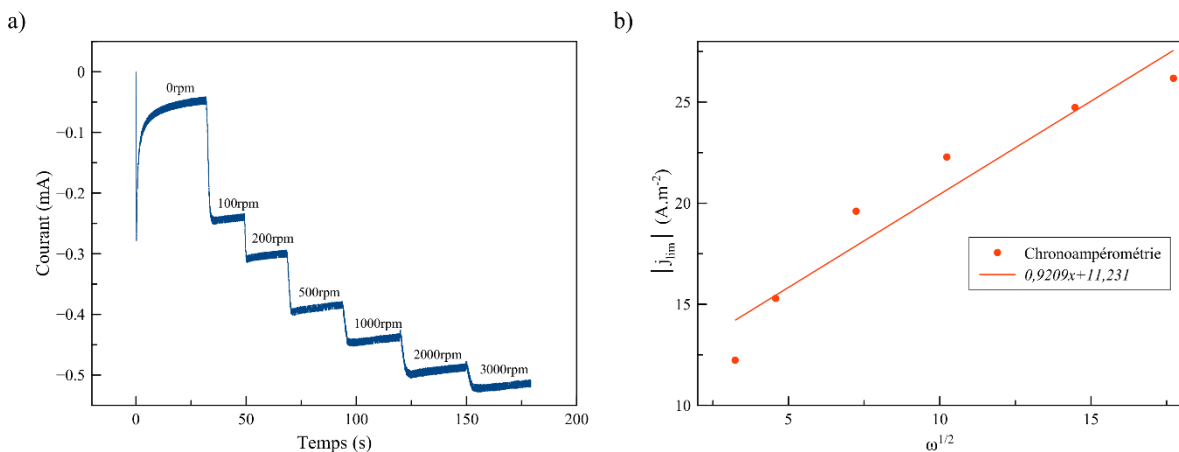 a)
0
−0.1
−0.2
−0.3
−0.4
−0.5
Courant (mA)
0rpm
100rpm
200rpm
500rpm
1000rpm
2000rpm
3000rpm
0
50
100
150
200
Temps (s)
b)
25
20
15
10
|j_lim| (A.m⁻²)
Chronoampérométrie
0,9209x+11,231
5
10
15
ω^1/2